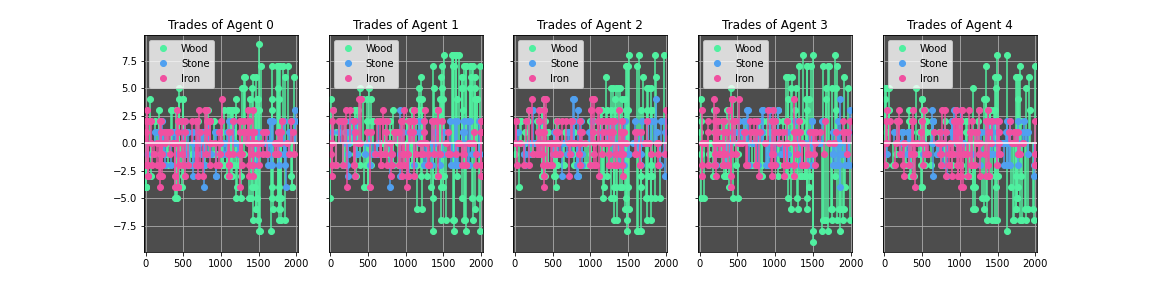 Trades of Agent 0
Trades of Agent 1
Trades of Agent 2
Trades of Agent 3
Trades of Agent 4
7.5
5.0
2.5
0.0
−2.5
−5.0
−7.5
Wood
Stone
Iron
Wood
Stone
Iron
Wood
Stone
Iron
Wood
Stone
Iron
Wood
Stone
Iron
0 500 1000 1500 2000
0 500 1000 1500 2000
0 500 1000 1500 2000
0 500 1000 1500 2000
0 500 1000 1500 2000